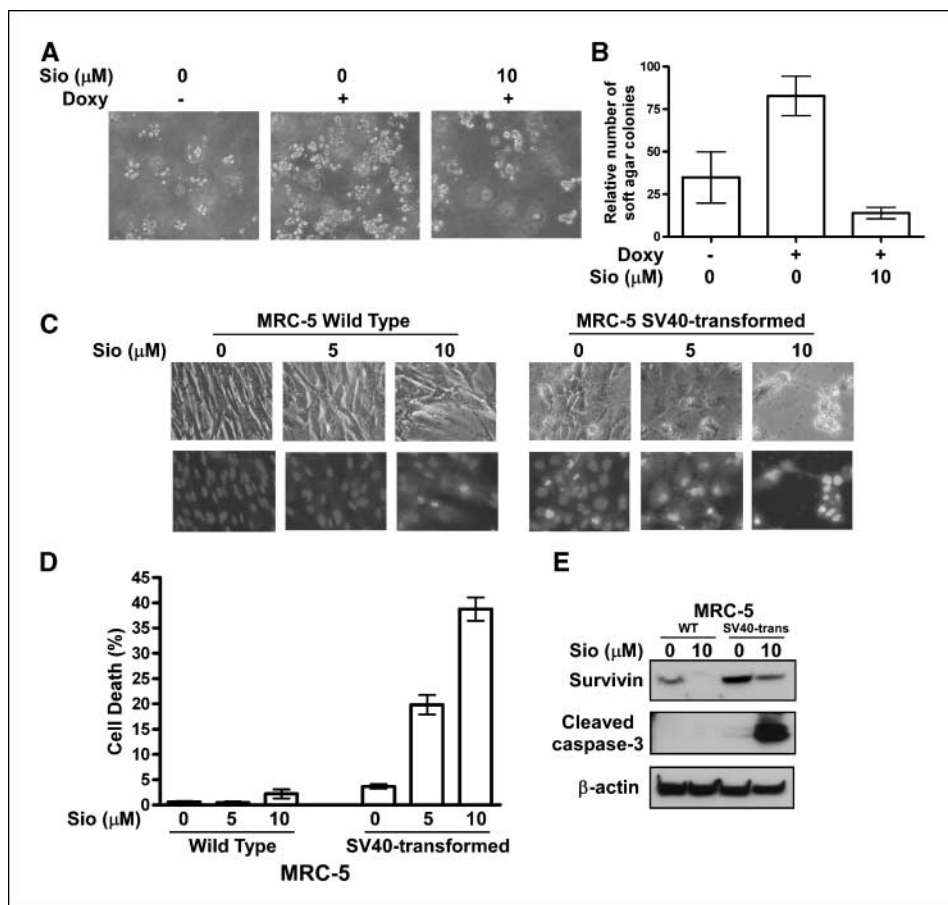 A
Sio (μM) 0 0 10
Doxy - + +
B
Relative number of
soft agar colonies
100
75
50
25
0
Doxy - + +
Sio (μM) 0 0 10
C
MRC-5 Wild Type MRC-5 SV40-transformed
Sio (μM) 0 5 10 0 5 10
D
Cell Death (%)
45
40
35
30
25
20
15
10
5
0
Sio (μM) 0 5 10 0 5 10
Wild Type SV40-transformed
MRC-5
E
MRC-5
WT SV40-trans
Sio (μM) 0 10 0 10
Survivin
Cleaved
caspase-3
β-actin